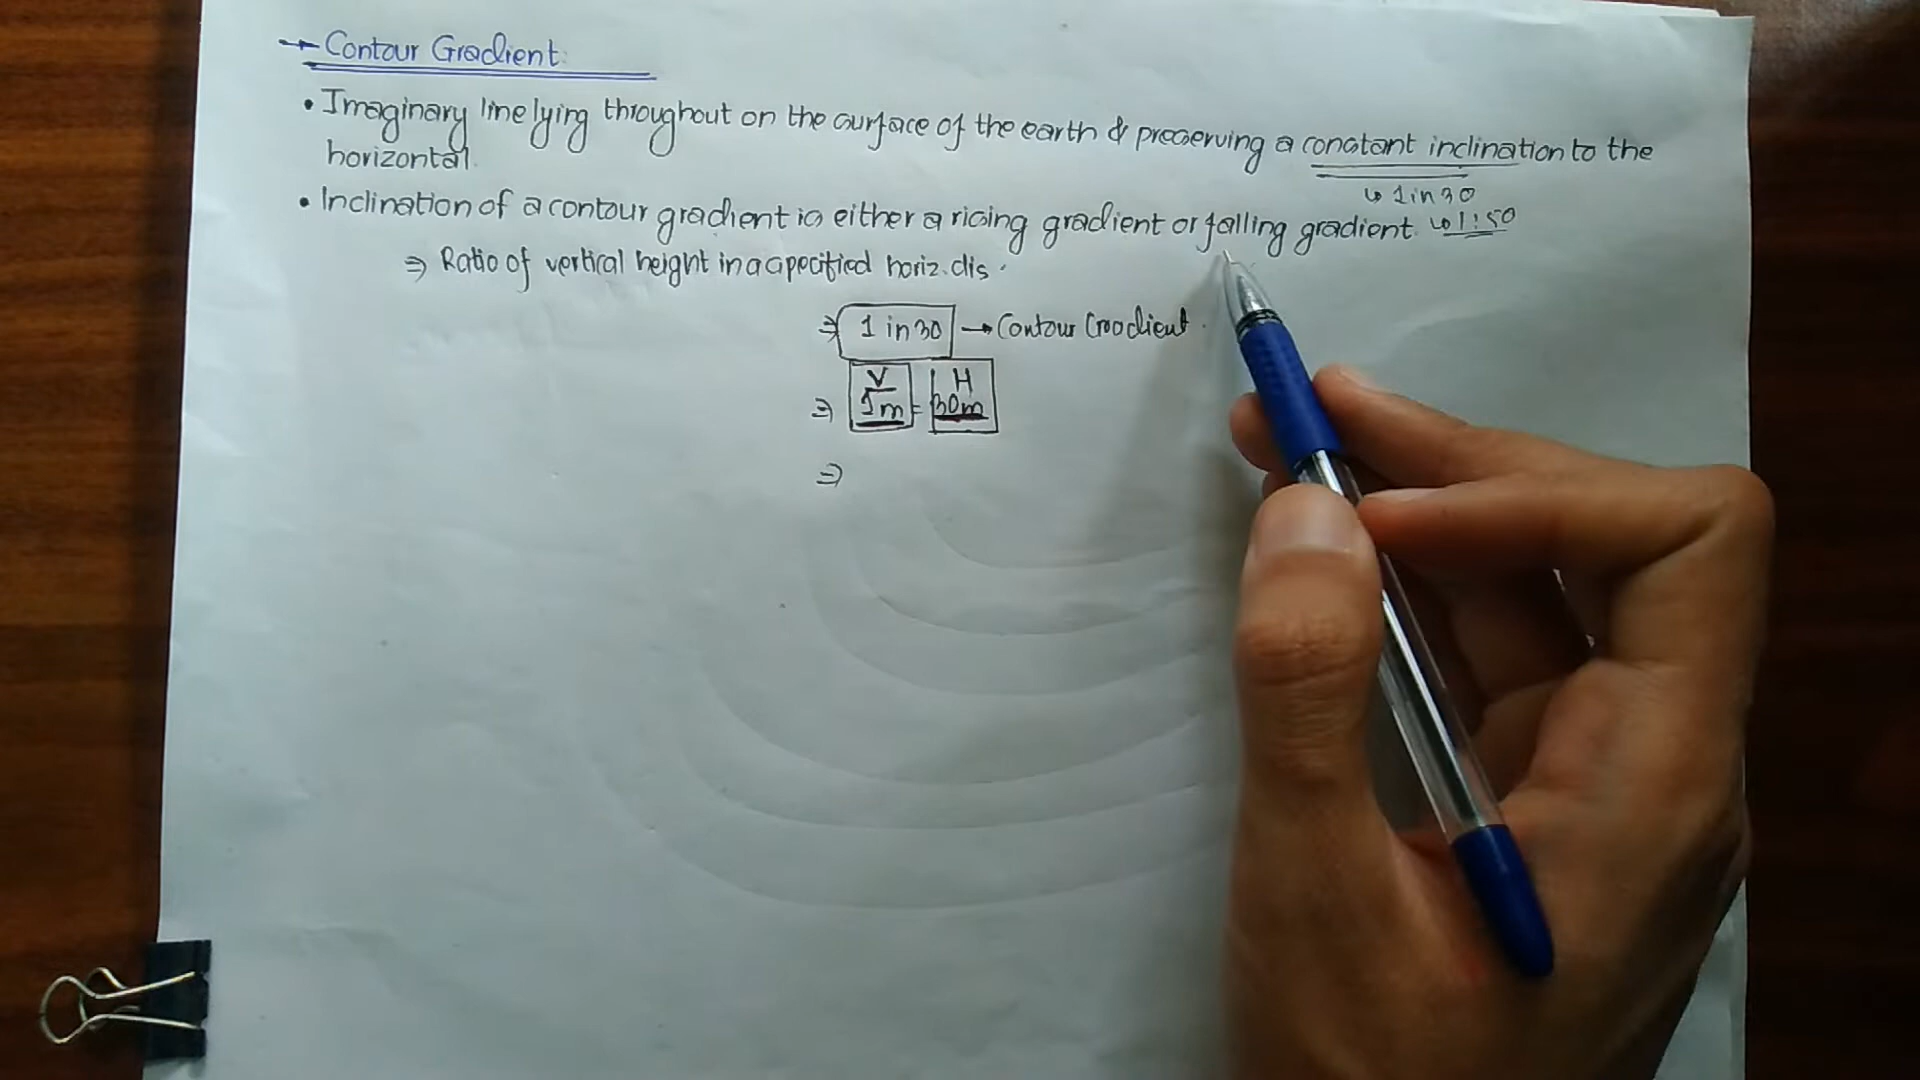 → Contour Gradient.
• Imaginary line lying throughout on the surface of the earth & preserving a constant inclination to the
horizontal.
↳ 1 in 30
• Inclination of a contour gradient is either a rising gradient or falling gradient. ↳ 1:50
⇒ Ratio of vertical height in a specified horiz. dis.
⇒ 1 in 30 → Contour Gradient.
V H
⇒ 1m = 30m
⇒